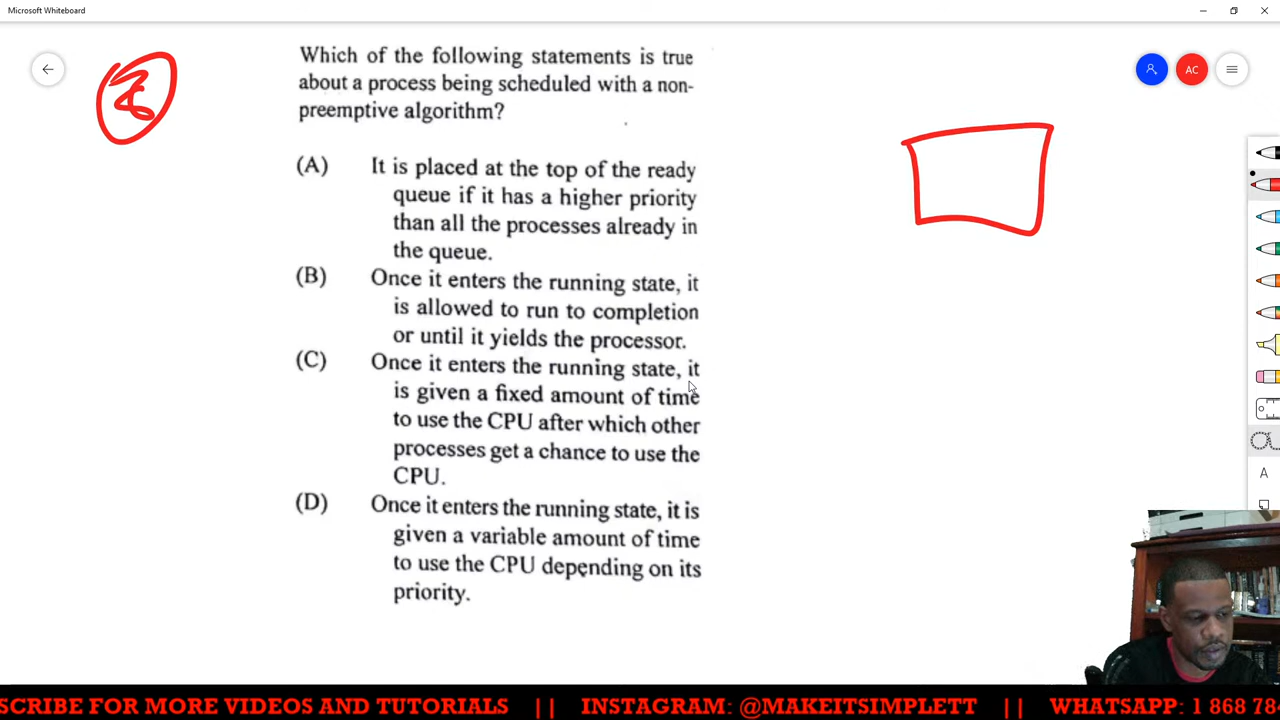 Microsoft Whiteboard
Which of the following statements is true
about a process being scheduled with a non-
preemptive algorithm?
AC
(A) It is placed at the top of the ready
queue if it has a higher priority
than all the processes already in
the queue.
(B) Once it enters the running state, it
is allowed to run to completion
or until it yields the processor.
(C) Once it enters the running state, it
is given a fixed amount of time
to use the CPU after which other
processes get a chance to use the
CPU.
(D) Once it enters the running state, it is
given a variable amount of time
to use the CPU depending on its
priority.
A
SCRIBE FOR MORE VIDEOS AND TUTORIALS || INSTAGRAM: @MAKEITSIMPLETT || WHATSAPP: 1 868 78